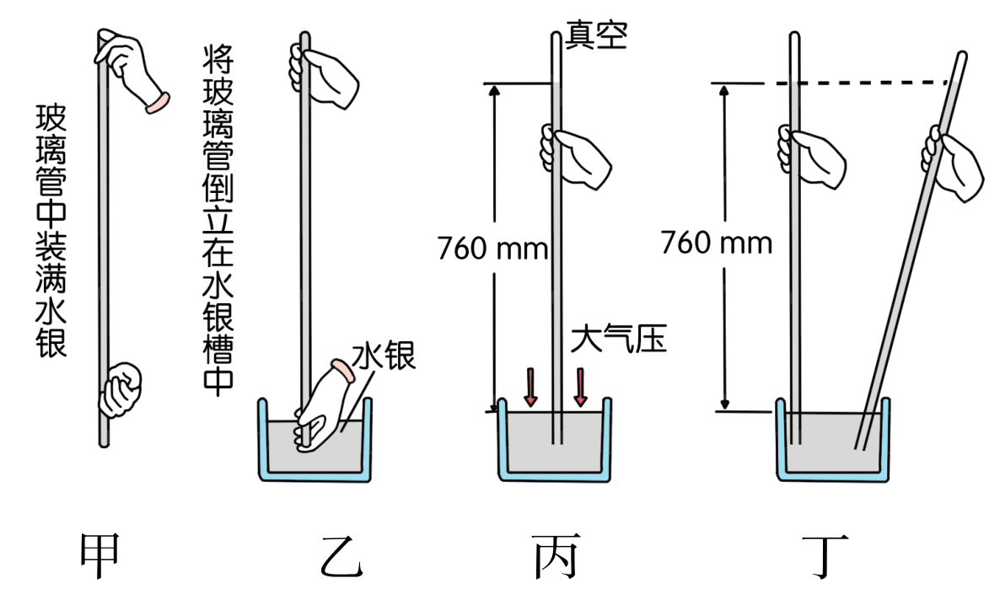 玻璃管中装满水银
将玻璃管倒立在水银槽中
水银
真空
760 mm
大气压
760 mm
甲
乙
丙
丁